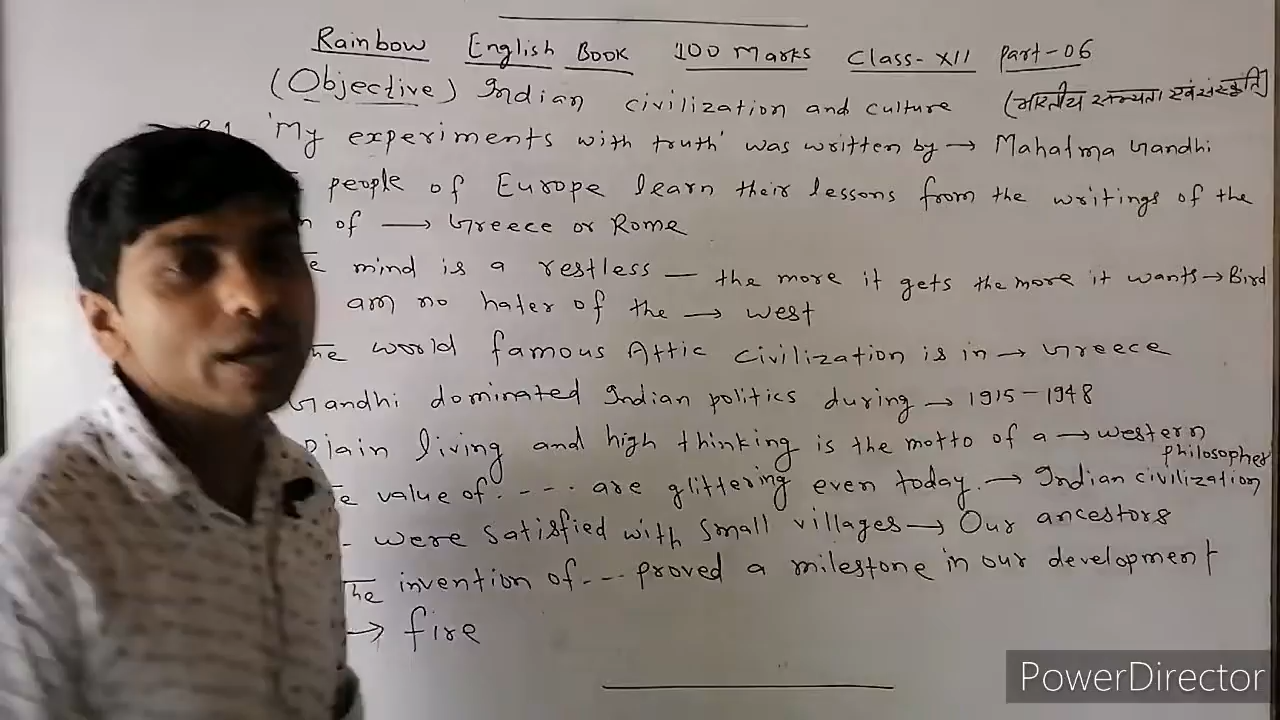 Rainbow English Book 100 Marks Class-XII Part-06
(Objective) Indian civilization and culture (भारतीय सभ्यता एवं संस्कृति)
'My experiments with truth' was written by → Mahatma Gandhi
people of Europe learn their lessons from the writings of the
of → Greece or Rome
mind is a restless — the more it gets the more it wants → Bird
am no hater of the → west
world famous Attic civilization is in → Greece
Gandhi dominated Indian politics during → 1915-1948
Plain living and high thinking is the motto of a → western
philosopher
value of .---- are glittering even today. → Indian civilization
- were satisfied with small villages → Our ancestors
The invention of --- proved a milestone in our development
→ fire
PowerDirector